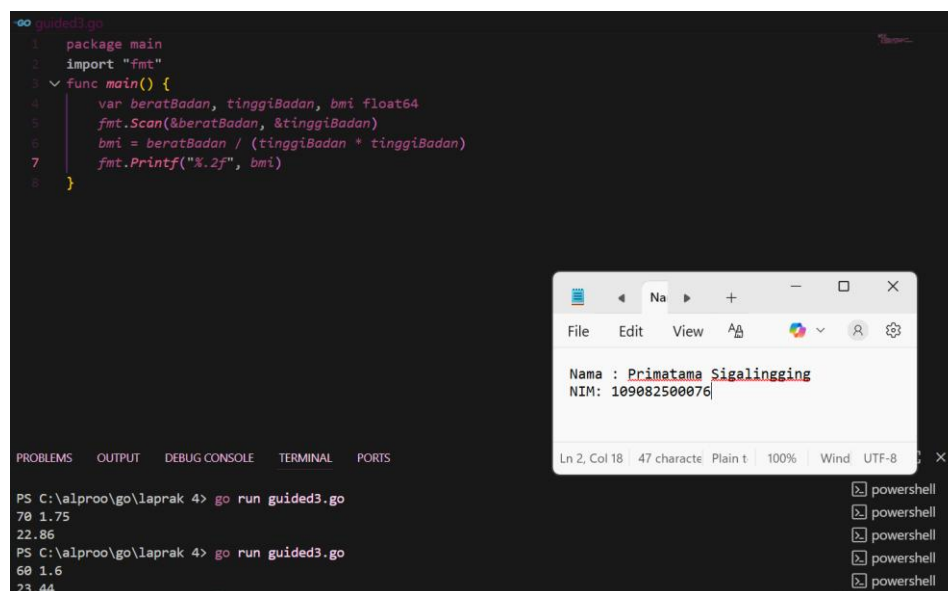 guided3.go
1 package main
2 import "fmt"
3 func main() {
4 var beratBadan, tinggiBadan, bmi float64
5 fmt.Scan(&beratBadan, &tinggiBadan)
6 bmi = beratBadan / (tinggiBadan * tinggiBadan)
7 fmt.Printf("%.2f", bmi)
8 }
Na
File Edit View
Nama : Primatama Sigalingging
NIM: 109082500076
Ln 2, Col 18 47 characte Plain t 100% Wind UTF-8
PROBLEMS OUTPUT DEBUG CONSOLE TERMINAL PORTS
PS C:\alproo\go\laprak 4> go run guided3.go
70 1.75
22.86
PS C:\alproo\go\laprak 4> go run guided3.go
60 1.6
23.44
powershell
powershell
powershell
powershell
powershell